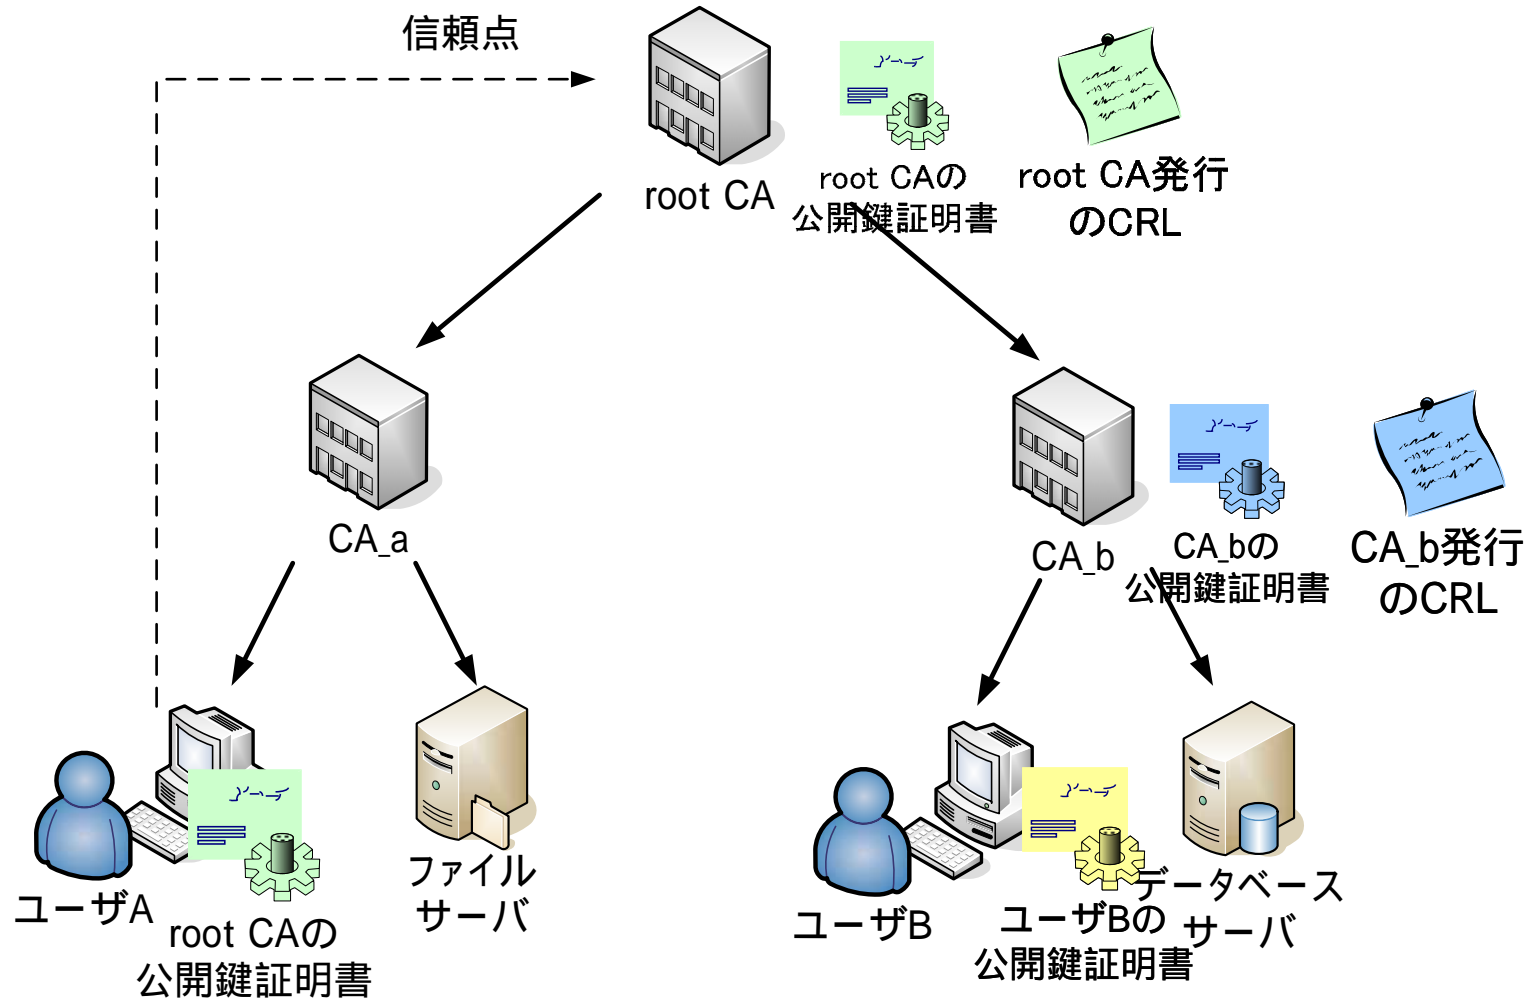 信頼点
root CA
root CAの
公開鍵証明書
root CA発行
のCRL
CA_a
CA_b
CA_bの
公開鍵証明書
CA_b発行
のCRL
ユーザA
root CAの
公開鍵証明書
ファイル
サーバ
ユーザB
ユーザBの
公開鍵証明書
データベース
サーバ